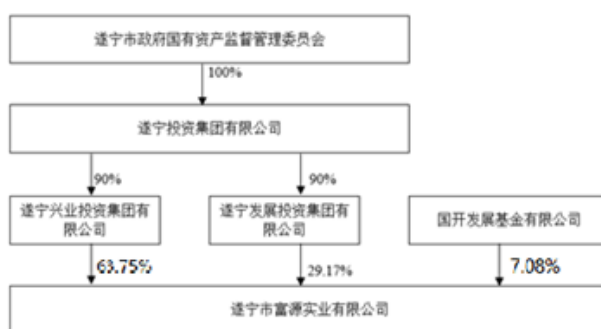 遂宁市政府国有资产监督管理委员会
100%
遂宁投资集团有限公司
90%
90%
遂宁兴业投资集团有
限公司
遂宁发展投资集团有
限公司
国开发展基金有限公司
63.75%
29.17%
7.08%
遂宁市富源实业有限公司